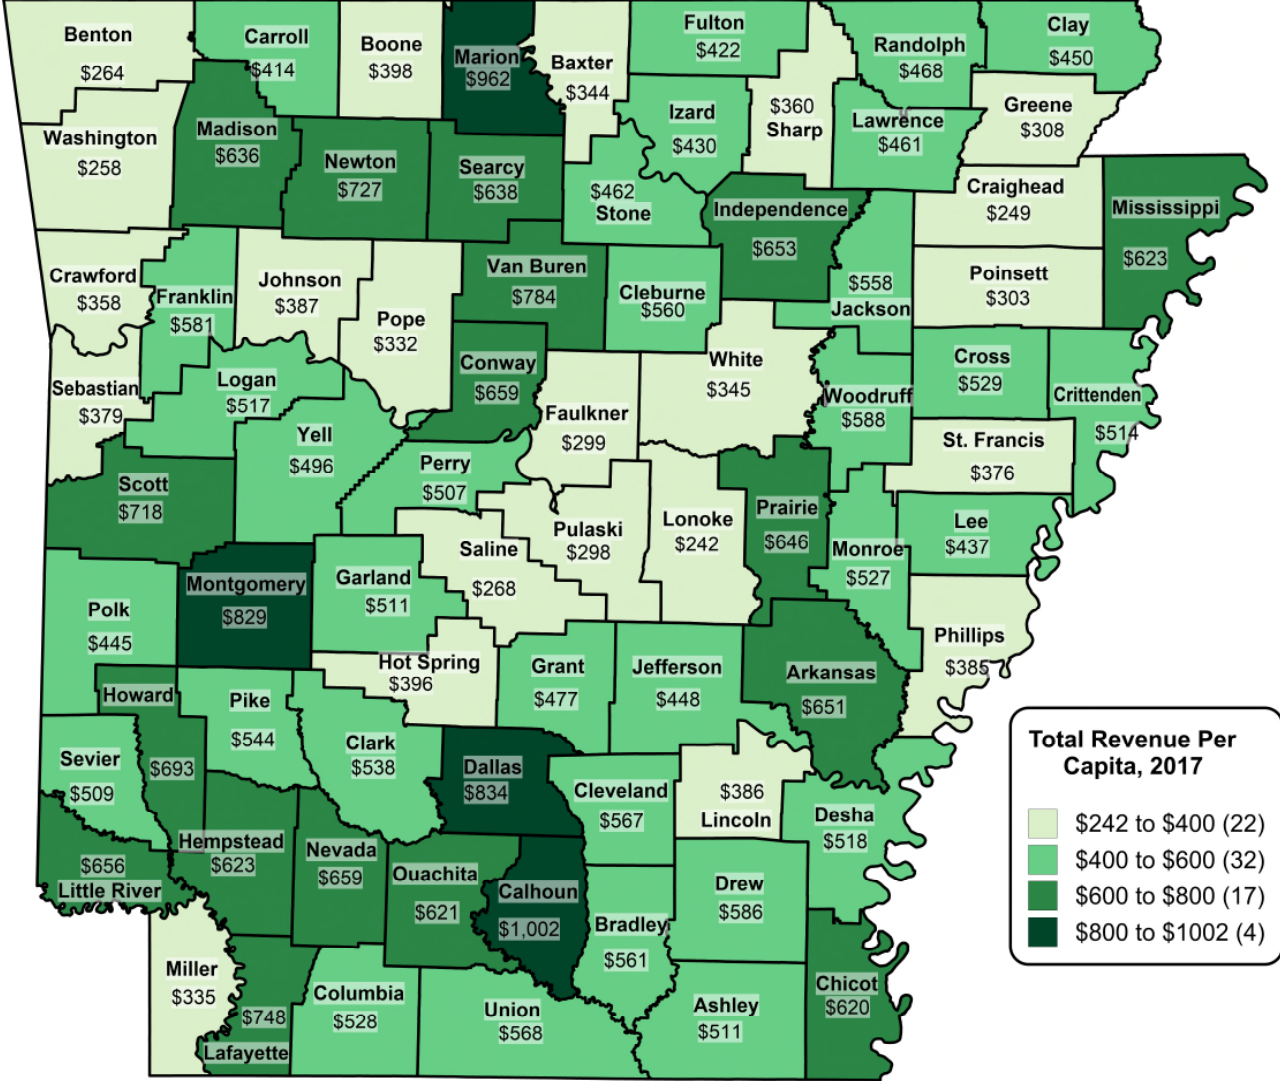 Benton
$264
Carroll
$414
Boone
$398
Marion
$962
Baxter
$344
Fulton
$422
Randolph
$468
Clay
$450
Washington
$258
Madison
$636
Newton
$727
Searcy
$638
Izard
$430
$360
Sharp
Lawrence
$461
Greene
$308
$462
Stone
Independence
$653
Craighead
$249
Mississippi
$623
Crawford
$358
Franklin
$581
Johnson
$387
Pope
$332
Van Buren
$784
Cleburne
$560
$558
Jackson
Poinsett
$303
Sebastian
$379
Logan
$517
Conway
$659
White
$345
Woodruff
$588
Cross
$529
Crittenden
$514
Scott
$718
Yell
$496
Perry
$507
Faulkner
$299
St. Francis
$376
Pulaski
$298
Lonoke
$242
Prairie
$646
Monroe
$527
Lee
$437
Polk
$445
Montgomery
$829
Garland
$511
Saline
$268
Hot Spring
$396
Grant
$477
Jefferson
$448
Arkansas
$651
Phillips
$385
Howard
$693
Pike
$544
Clark
$538
Sevier
$509
Dallas
$834
Cleveland
$567
$386
Lincoln
Desha
$518
$656
Little River
Hempstead
$623
Nevada
$659
Ouachita
$621
Calhoun
$1,002
Bradley
$561
Drew
$586
Miller
$335
$748
Lafayette
Columbia
$528
Union
$568
Ashley
$511
Chicot
$620
Total Revenue Per
Capita, 2017
$242 to $400 (22)
$400 to $600 (32)
$600 to $800 (17)
$800 to $1002 (4)